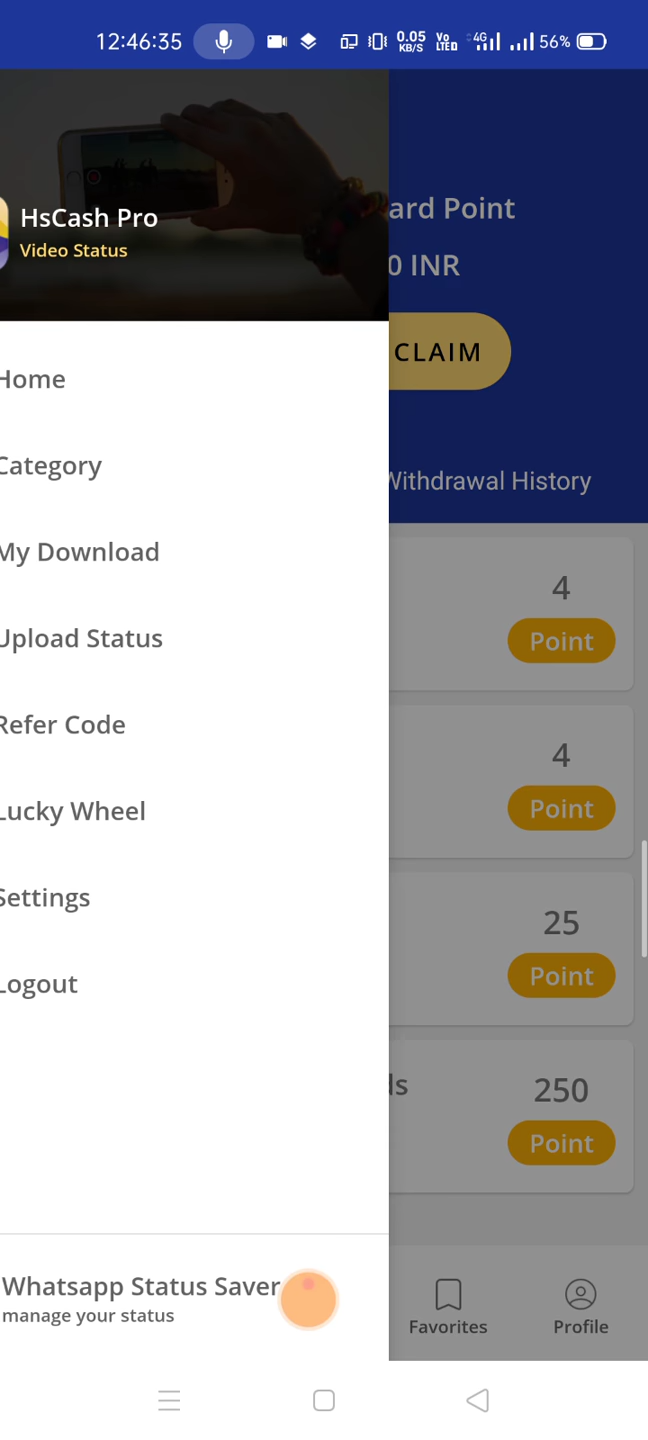 12:46:35
0.05
KB/S
Vo
LTED
4G
56%
HsCash Pro
Video Status
ard Point
0 INR
CLAIM
Withdrawal History
Home
Category
My Download
Upload Status
Refer Code
Lucky Wheel
Settings
Logout
4
Point
4
Point
25
Point
ds
250
Point
Whatsapp Status Saver
manage your status
Favorites
Profile